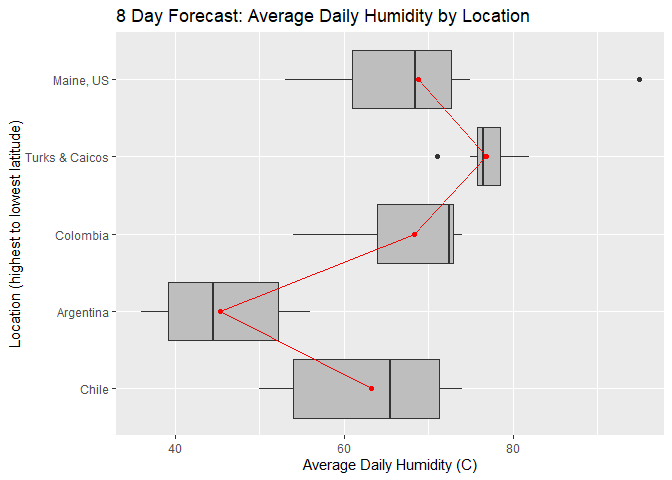 8 Day Forecast: Average Daily Humidity by Location
Location (highest to lowest latitude)
Maine, US
Turks & Caicos
Colombia
Argentina
Chile
40 60 80
Average Daily Humidity (C)